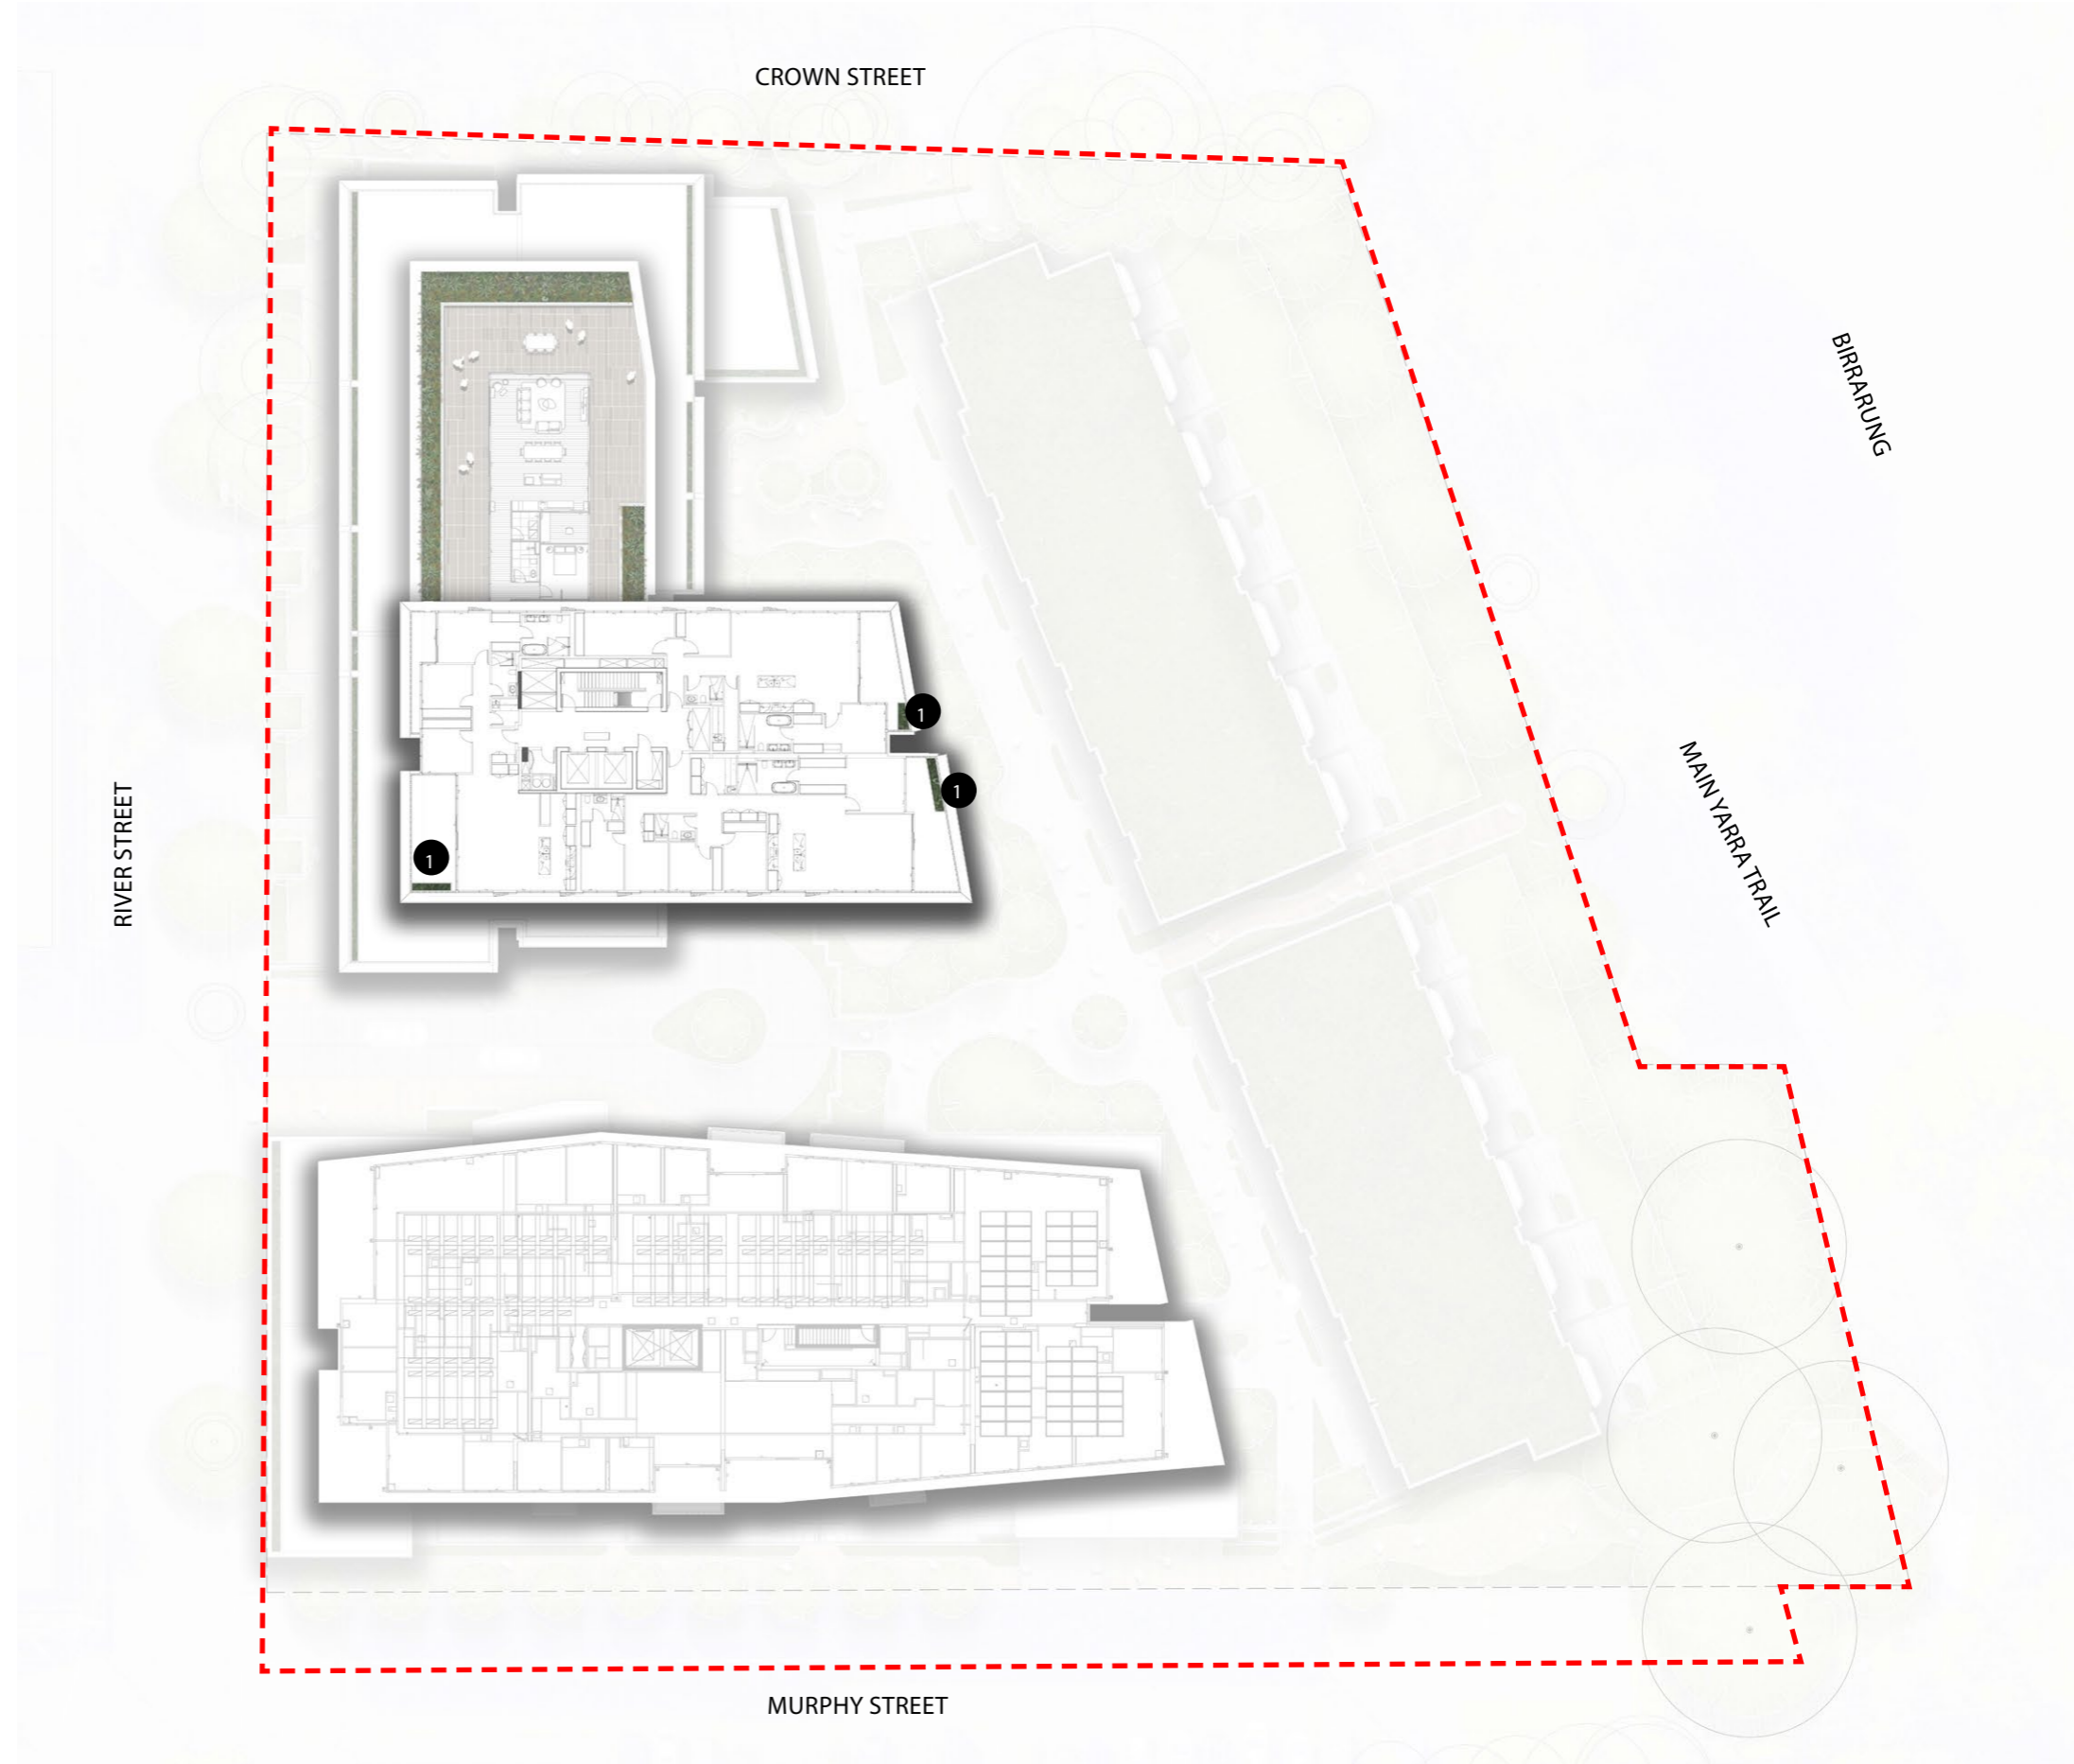 CROWN STREET
BIRRARUNG
1
MAIN YARRA TRAIL
1
RIVER STREET
1
MURPHY STREET